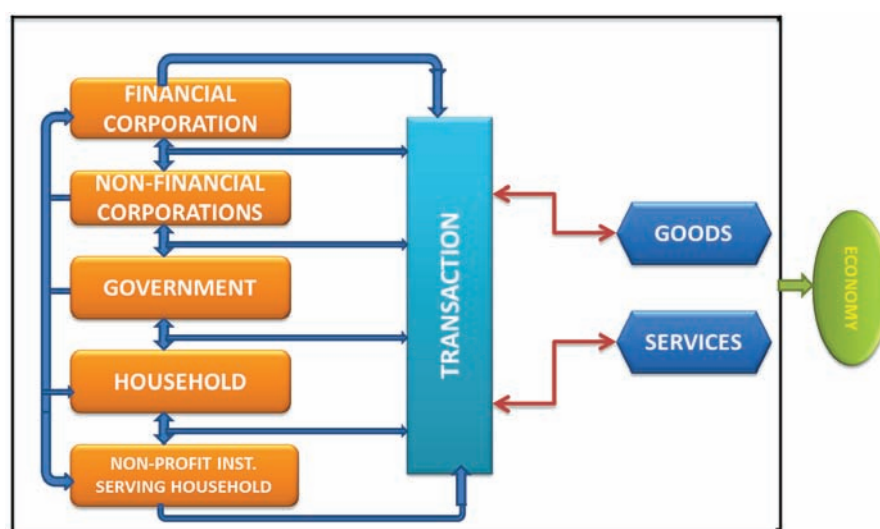 FINANCIAL
CORPORATION
NON-FINANCIAL
CORPORATIONS
GOVERNMENT
HOUSEHOLD
NON-PROFIT INST.
SERVING HOUSEHOLD
TRANSACTION
GOODS
SERVICES
ECONOMY